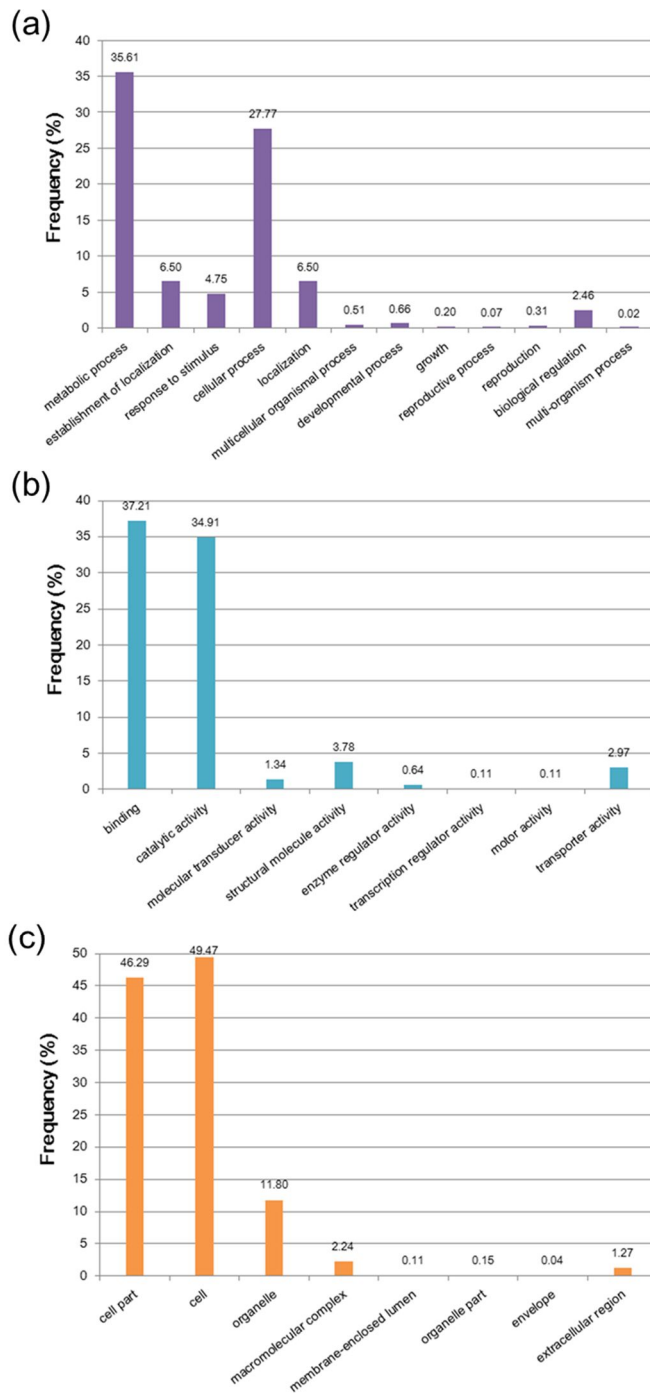 (a)
Frequency (%)
40
35
30
25
20
15
10
5
0
35.61
6.50
4.75
27.77
6.50
0.51
0.66
0.20
0.07
0.31
2.46
0.02
metabolic process
establishment of localization
response to stimulus
cellular process
localization
multicellular organismal process
developmental process
growth
reproductive process
reproduction
biological regulation
multi-organism process
(b)
Frequency (%)
40
35
30
25
20
15
10
5
0
37.21
34.91
1.34
3.78
0.64
0.11
0.11
2.97
binding
catalytic activity
molecular transducer activity
structural molecule activity
enzyme regulator activity
transcription regulator activity
motor activity
transporter activity
(c)
Frequency (%)
50
45
40
35
30
25
20
15
10
5
0
46.29
49.47
11.80
2.24
0.11
0.15
0.04
1.27
cell part
cell
organelle
macromolecular complex
membrane-enclosed lumen
organelle part
envelope
extracellular region